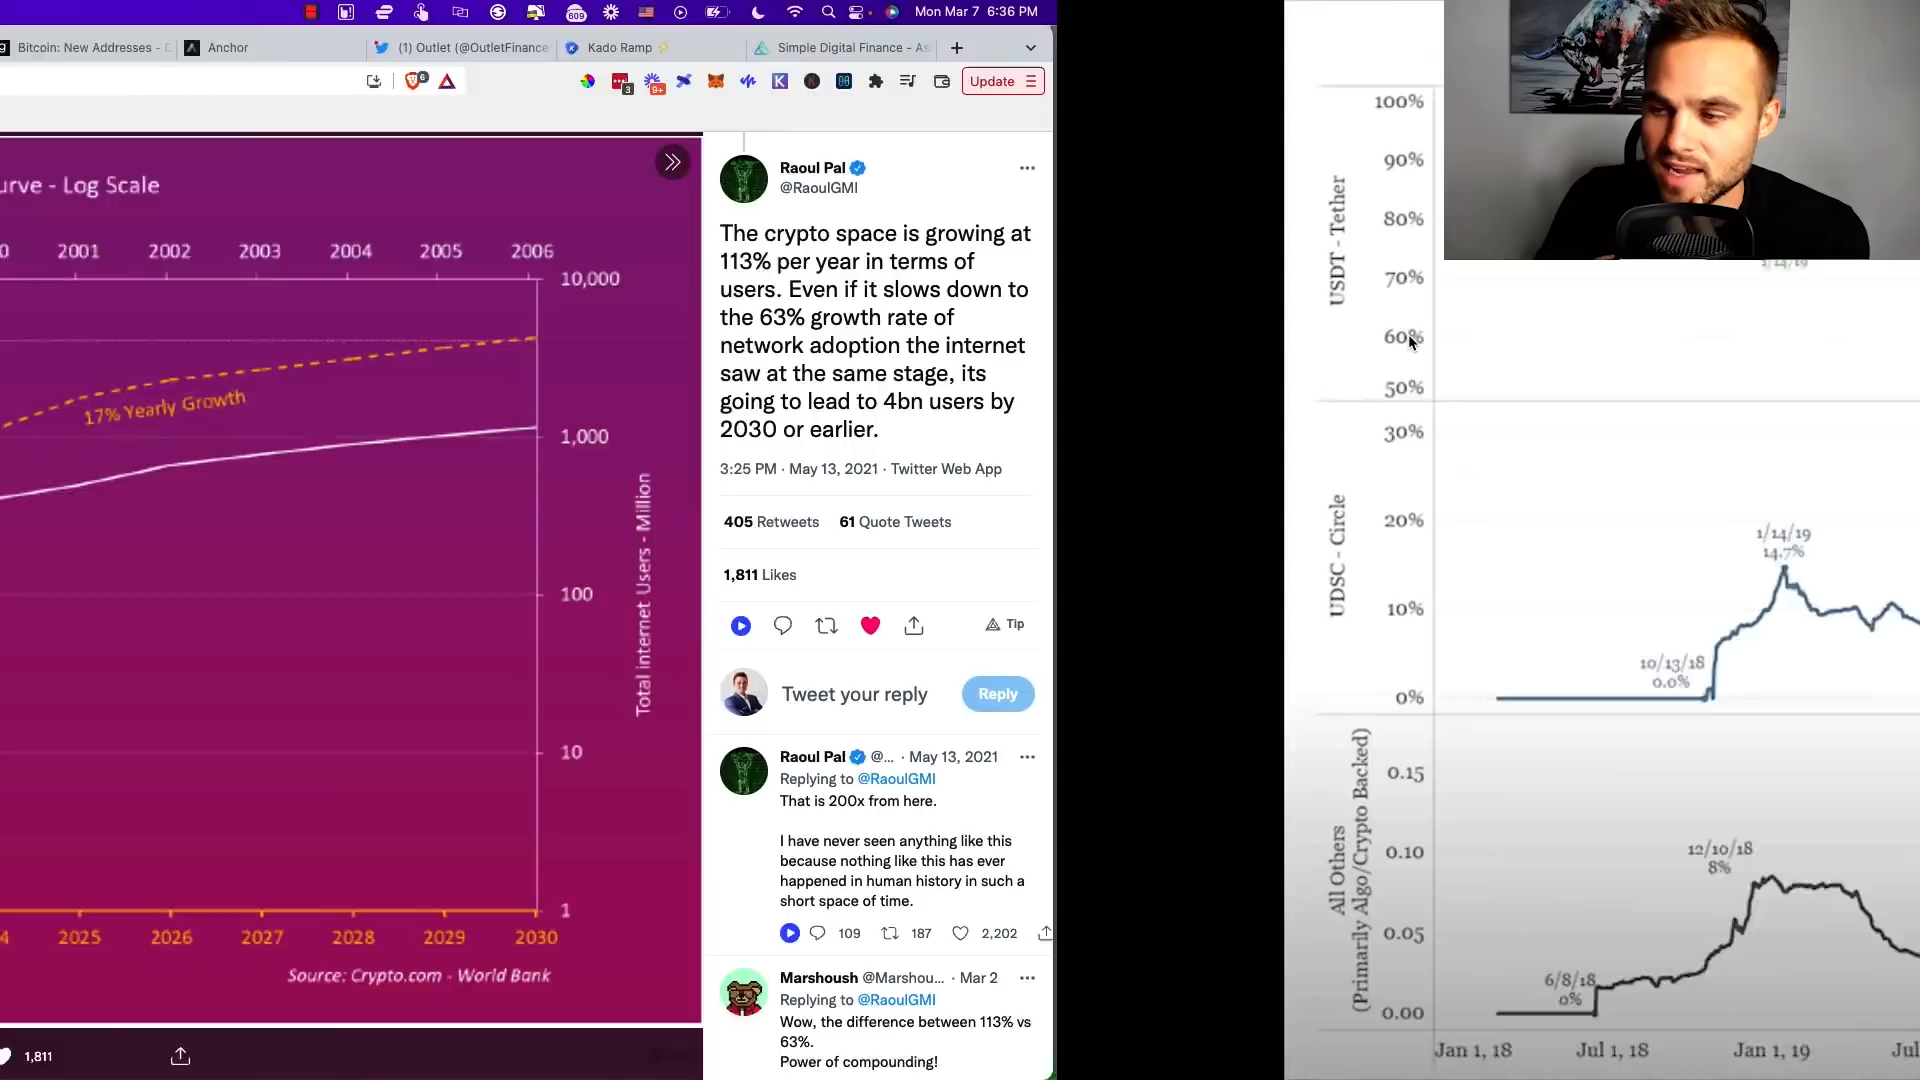 609
Mon Mar 7 6:36 PM
Bitcoin: New Addresses -
Anchor
(1) Outlet (@OutletFinance
Kado Ramp ⚡
Simple Digital Finance - As
6
3
9+
Update
urve - Log Scale
2001 2002 2003 2004 2005 2006
10,000
17% Yearly Growth
1,000
Total internet Users - Million
100
10
1
4 2025 2026 2027 2028 2029 2030
Source: Crypto.com - World Bank
1,811
Raoul Pal
@RaoulGMI
The crypto space is growing at
113% per year in terms of
users. Even if it slows down to
the 63% growth rate of
network adoption the internet
saw at the same stage, its
going to lead to 4bn users by
2030 or earlier.
3:25 PM · May 13, 2021 · Twitter Web App
405 Retweets 61 Quote Tweets
1,811 Likes
Tip
Tweet your reply
Reply
Raoul Pal @... · May 13, 2021
Replying to @RaoulGMI
That is 200x from here.
I have never seen anything like this
because nothing like this has ever
happened in human history in such a
short space of time.
109 187 2,202
Marshoush @Marshou... · Mar 2
Replying to @RaoulGMI
Wow, the difference between 113% vs
63%.
Power of compounding!
USDT - Tether
100%
90%
80%
70%
60%
50%
1/14/19
UDSC - Circle
30%
20%
10%
0%
1/14/19
14.7%
10/13/18
0.0%
All Others
(Primarily Algo/Crypto Backed)
0.15
0.10
0.05
0.00
12/10/18
8%
6/8/18
0%
Jan 1, 18 Jul 1, 18 Jan 1, 19 Jul